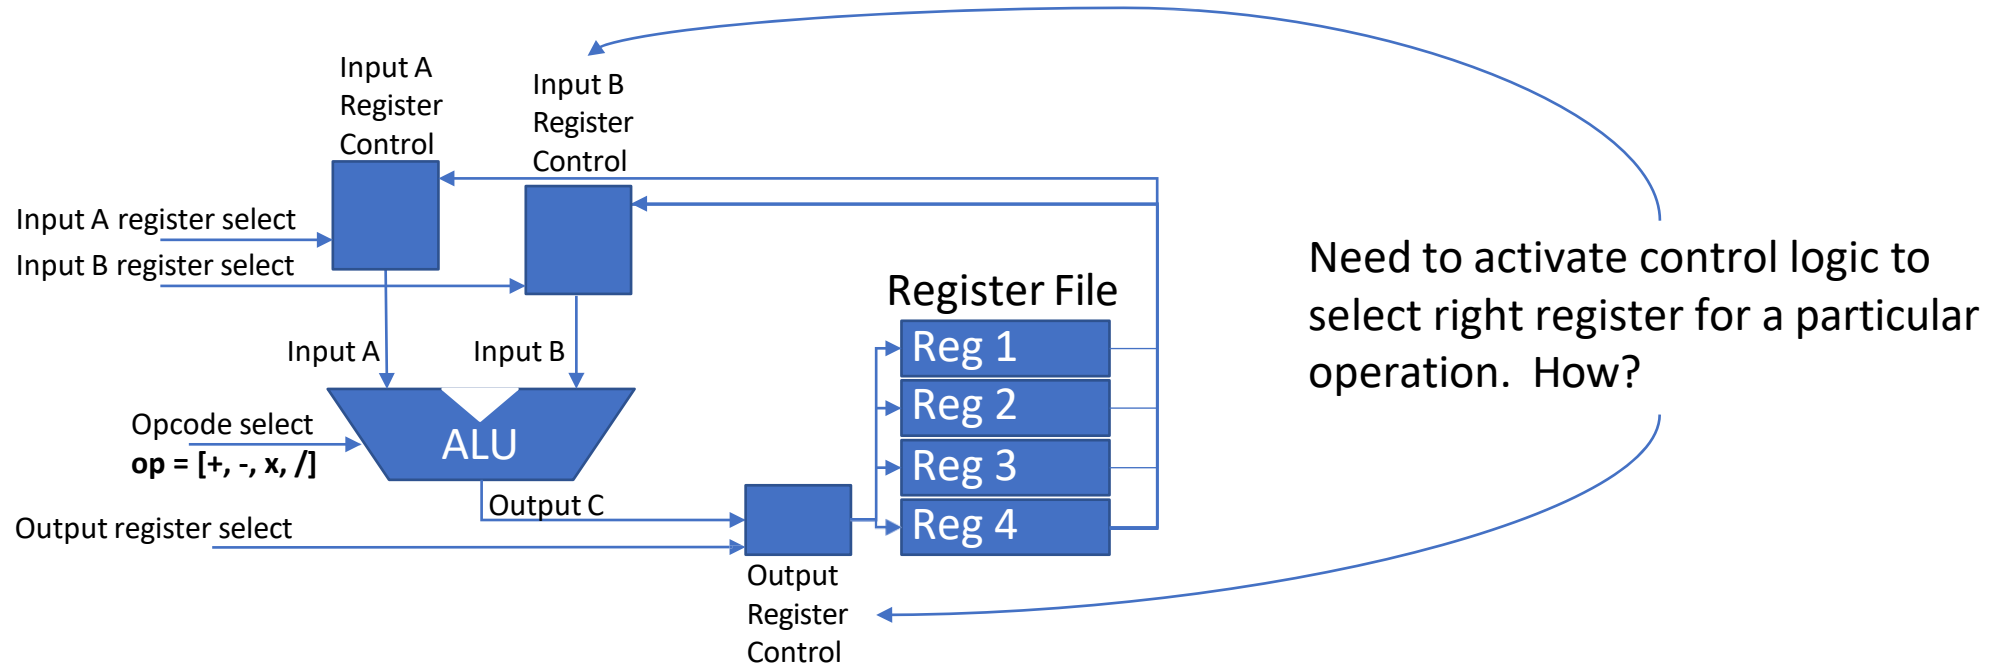 Input A
Register
Control
Input B
Register
Control
Input A register select
Input B register select
Input A
Input B
Opcode select
op = [+, -, x, /]
ALU
Output C
Output register select
Output
Register
Control
Register File
Reg 1
Reg 2
Reg 3
Reg 4
Need to activate control logic to
select right register for a particular
operation.  How?